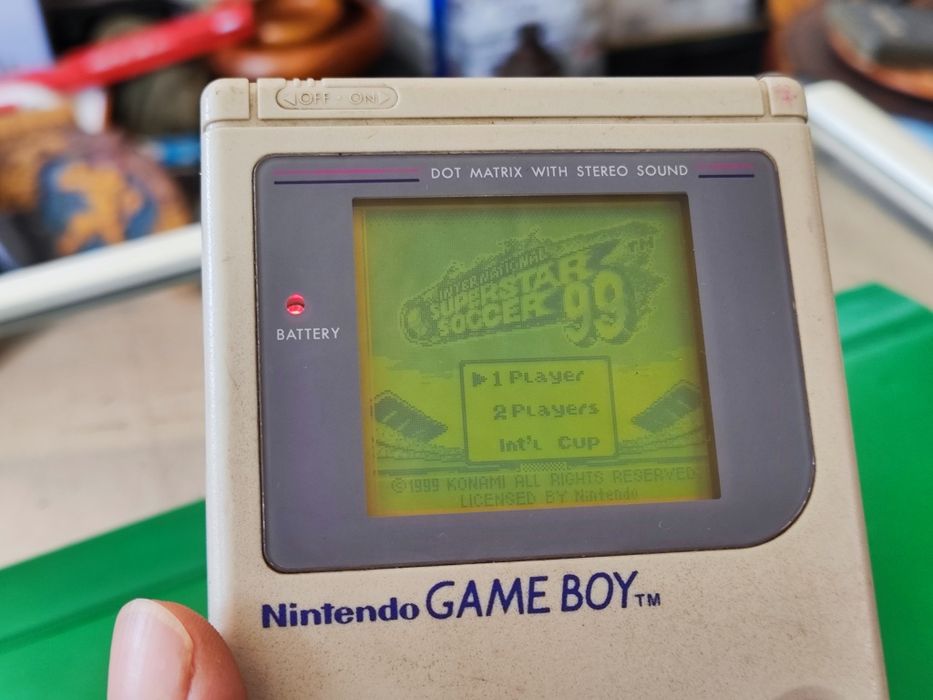 OFF · ON
DOT MATRIX WITH STEREO SOUND
INTERNATIONAL
SUPERSTAR
SOCCER 99 TM
BATTERY
1 Player
2 Players
Int'l Cup
©1999 KONAMI ALL RIGHTS RESERVED
LICENSED BY Nintendo
Nintendo GAME BOY TM